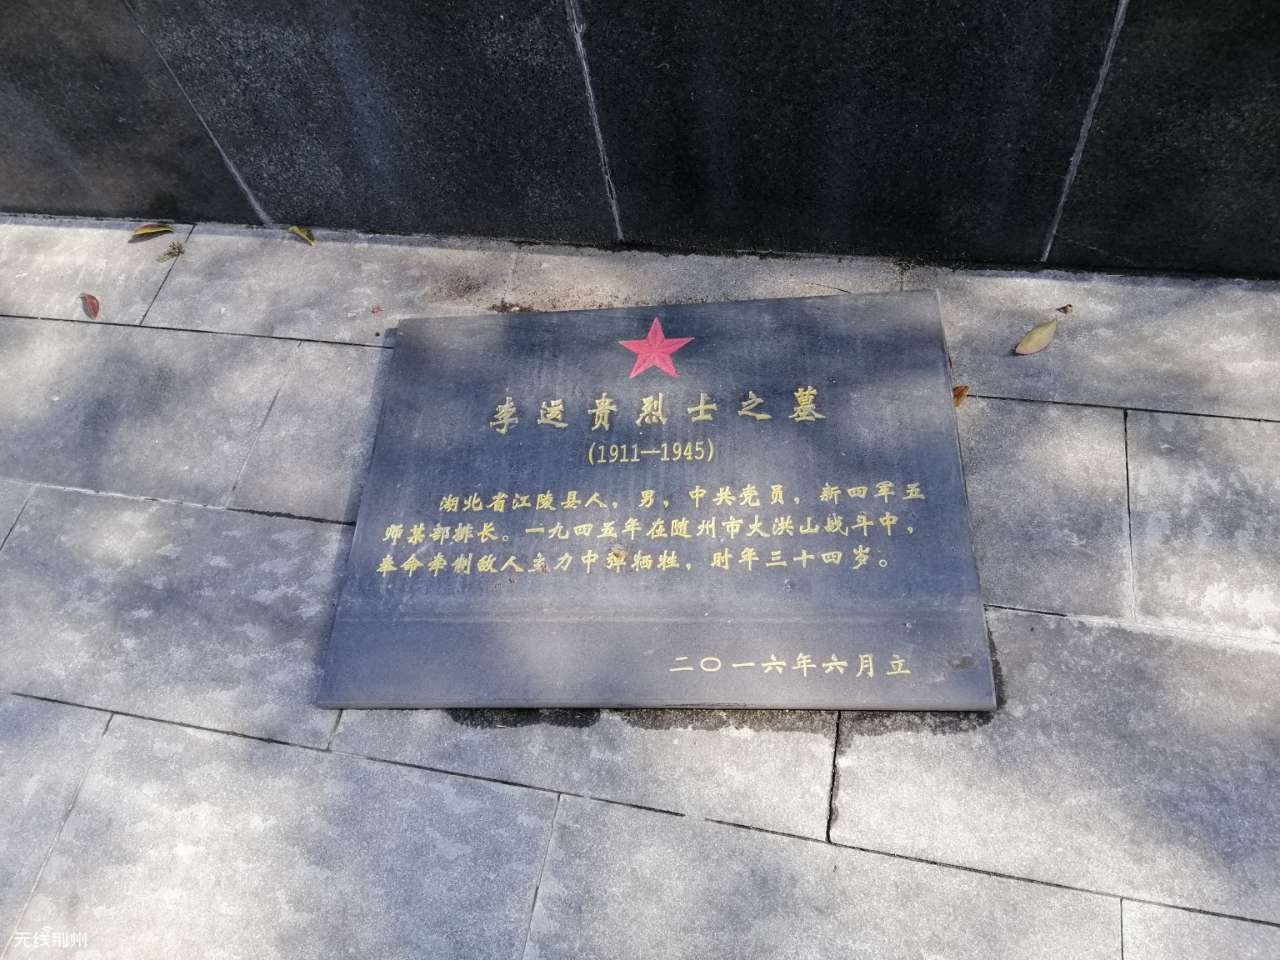 李运贵烈士之墓
(1911—1945)
湖北省江陵县人，男，中共党员，新四军五
师某部排长。一九四五年在随州市大洪山战斗中，
奉命牵制敌人主力中弹牺牲，时年三十四岁。
二〇一六年六月立
无线荆州